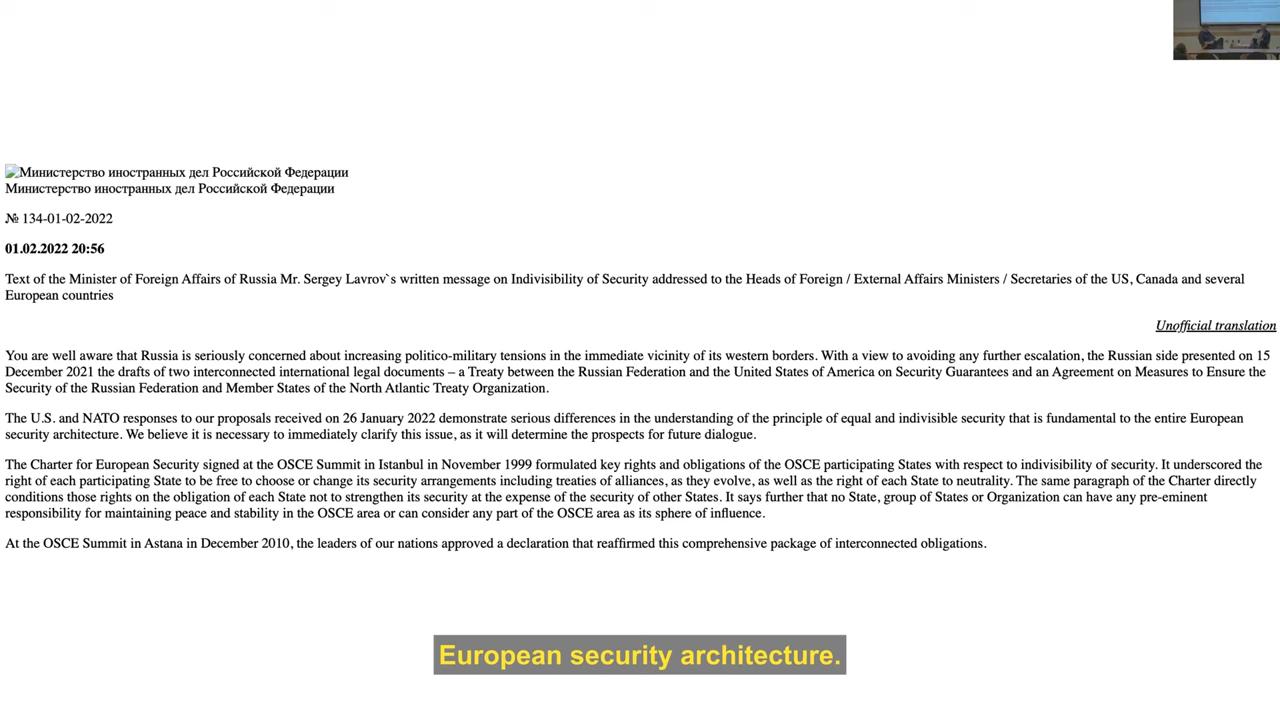 Министерство иностранных дел Российской Федерации
Министерство иностранных дел Российской Федерации
№ 134-01-02-2022
01.02.2022 20:56
Text of the Minister of Foreign Affairs of Russia Mr. Sergey Lavrov`s written message on Indivisibility of Security addressed to the Heads of Foreign / External Affairs Ministers / Secretaries of the US, Canada and several
European countries
Unofficial translation
You are well aware that Russia is seriously concerned about increasing politico-military tensions in the immediate vicinity of its western borders. With a view to avoiding any further escalation, the Russian side presented on 15
December 2021 the drafts of two interconnected international legal documents – a Treaty between the Russian Federation and the United States of America on Security Guarantees and an Agreement on Measures to Ensure the
Security of the Russian Federation and Member States of the North Atlantic Treaty Organization.
The U.S. and NATO responses to our proposals received on 26 January 2022 demonstrate serious differences in the understanding of the principle of equal and indivisible security that is fundamental to the entire European
security architecture. We believe it is necessary to immediately clarify this issue, as it will determine the prospects for future dialogue.
The Charter for European Security signed at the OSCE Summit in Istanbul in November 1999 formulated key rights and obligations of the OSCE participating States with respect to indivisibility of security. It underscored the
right of each participating State to be free to choose or change its security arrangements including treaties of alliances, as they evolve, as well as the right of each State to neutrality. The same paragraph of the Charter directly
conditions those rights on the obligation of each State not to strengthen its security at the expense of the security of other States. It says further that no State, group of States or Organization can have any pre-eminent
responsibility for maintaining peace and stability in the OSCE area or can consider any part of the OSCE area as its sphere of influence.
At the OSCE Summit in Astana in December 2010, the leaders of our nations approved a declaration that reaffirmed this comprehensive package of interconnected obligations.
European security architecture.